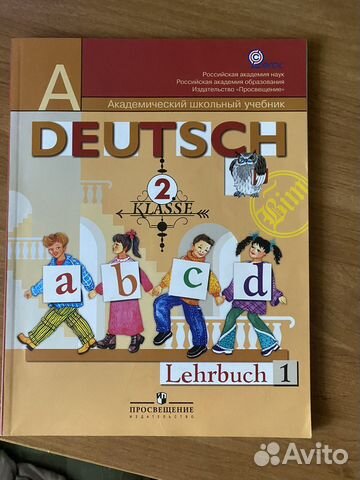 Российская академия наук
Российская академия образования
Издательство «Просвещение»
А
Академический школьный учебник
DEUTSCH
2
KLASSE
Bim
a b c d
Lehrbuch 1
ПРОСВЕЩЕНИЕ
ИЗДАТЕЛЬСТВО
Avito